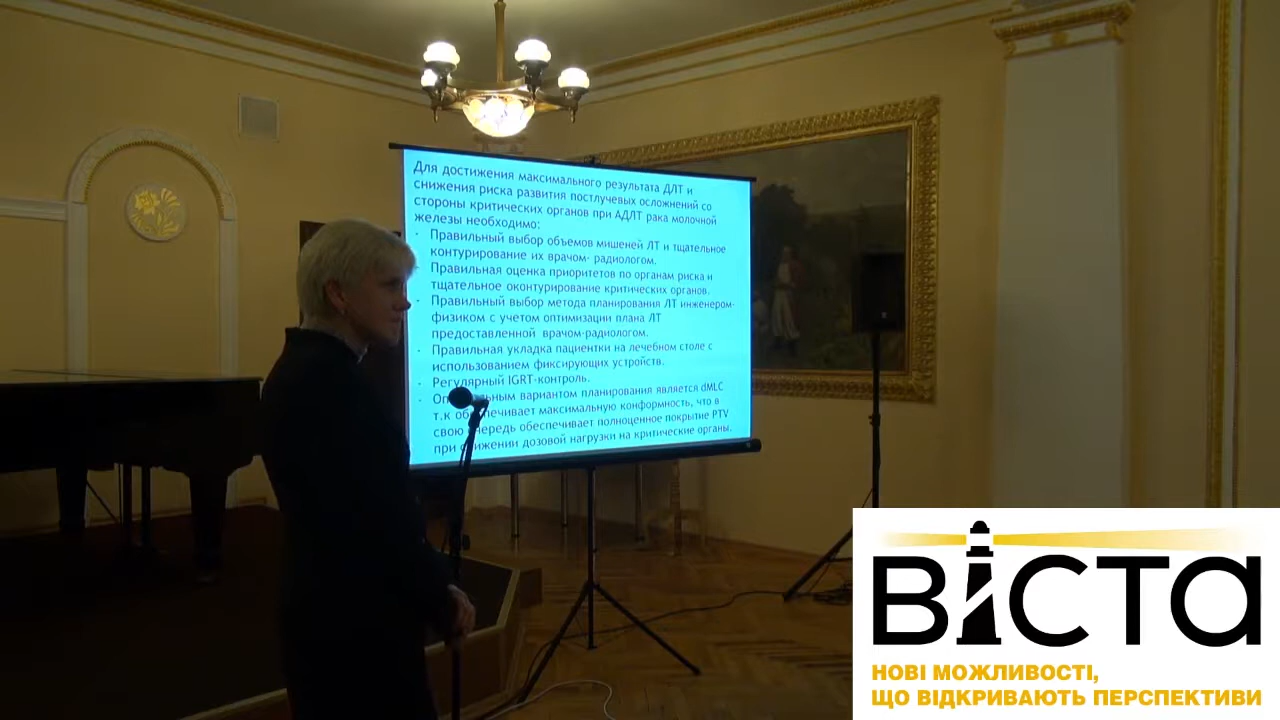 Для достижения максимального результата ДЛТ и
снижения риска развития постлучевых осложнений со
стороны критических органов при АДЛТ рака молочной
железы необходимо:
- Правильный выбор объемов мишеней ЛТ и тщательное
контурирование их врачом- радиологом.
Правильная оценка приоритетов по органам риска и
тщательное оконтурирование критических органов.
- Правильный выбор метода планирования ЛТ инженером-
физиком с учетом оптимизации плана ЛТ
предоставленной врачом-радиологом.
- Правильная укладка пациентки на лечебном столе с
использованием фиксирующих устройств.
- Регулярный IGRT-контроль.
- вариантом планирования является dMLC
т.к максимальную конформность, что в
свою обеспечивает полноценное покрытие PTV
при дозовой нагрузки на критические органы.
ВІСТА
НОВІ МОЖЛИВОСТІ,
ЩО ВІДКРИВАЮТЬ ПЕРСПЕКТИВИ